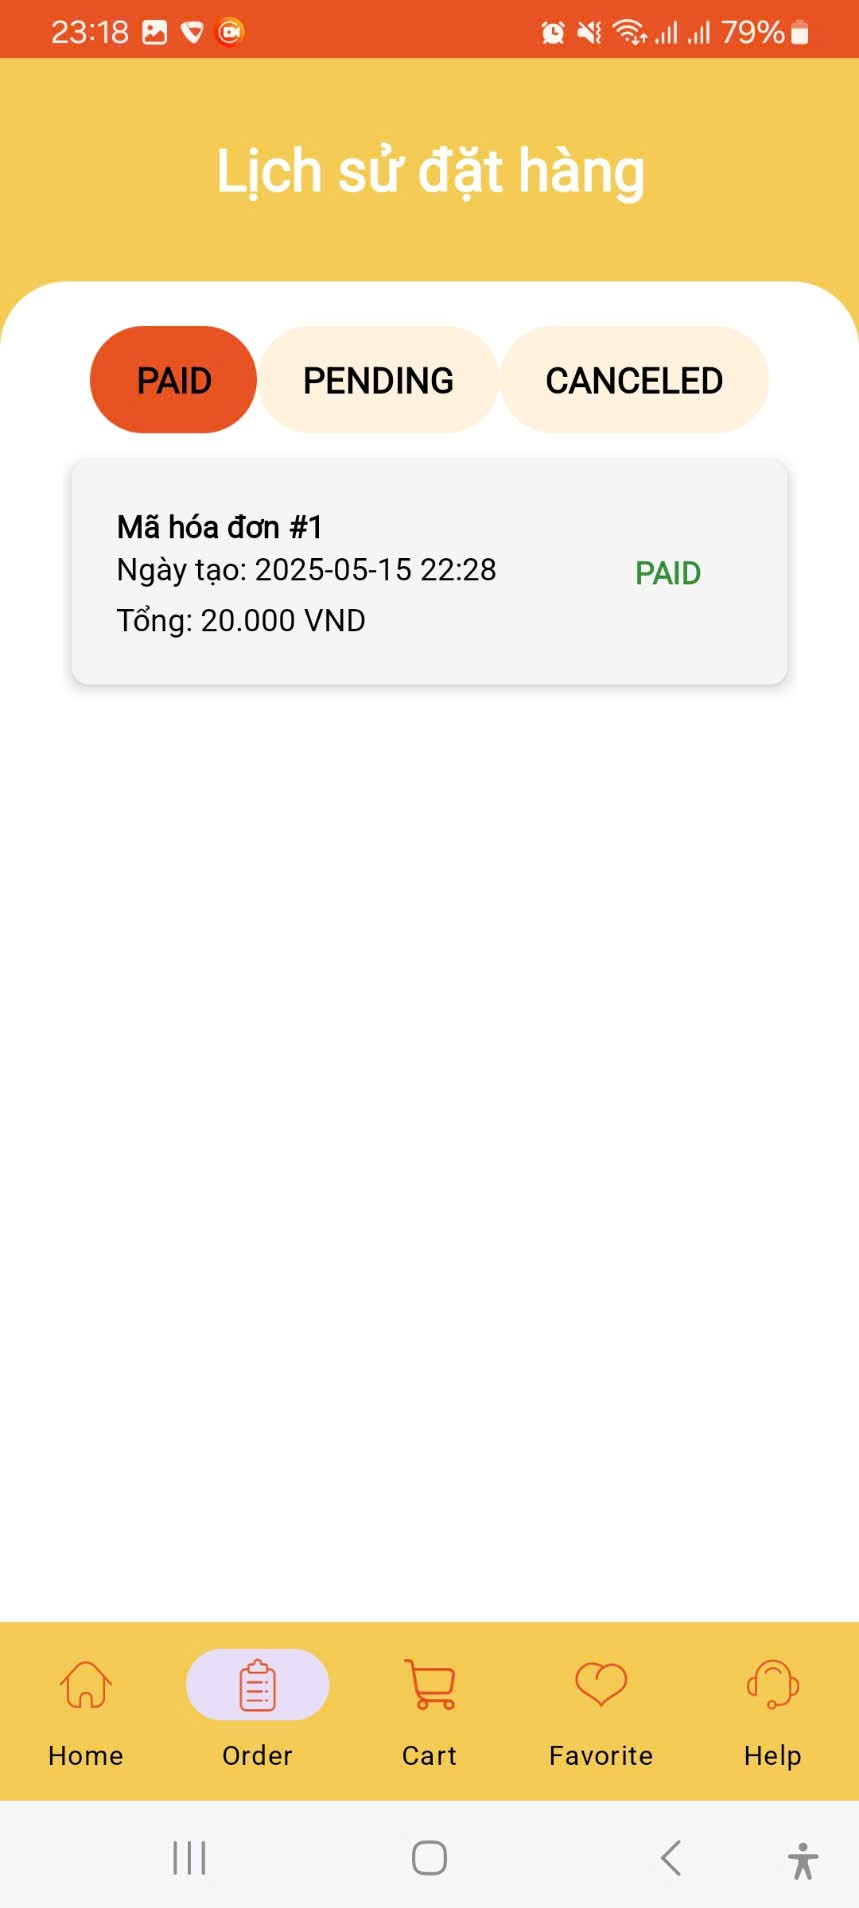 23:18 79%
Lịch sử đặt hàng
PAID PENDING CANCELED
Mã hóa đơn #1
Ngày tạo: 2025-05-15 22:28
PAID
Tổng: 20.000 VND
Home Order Cart Favorite Help